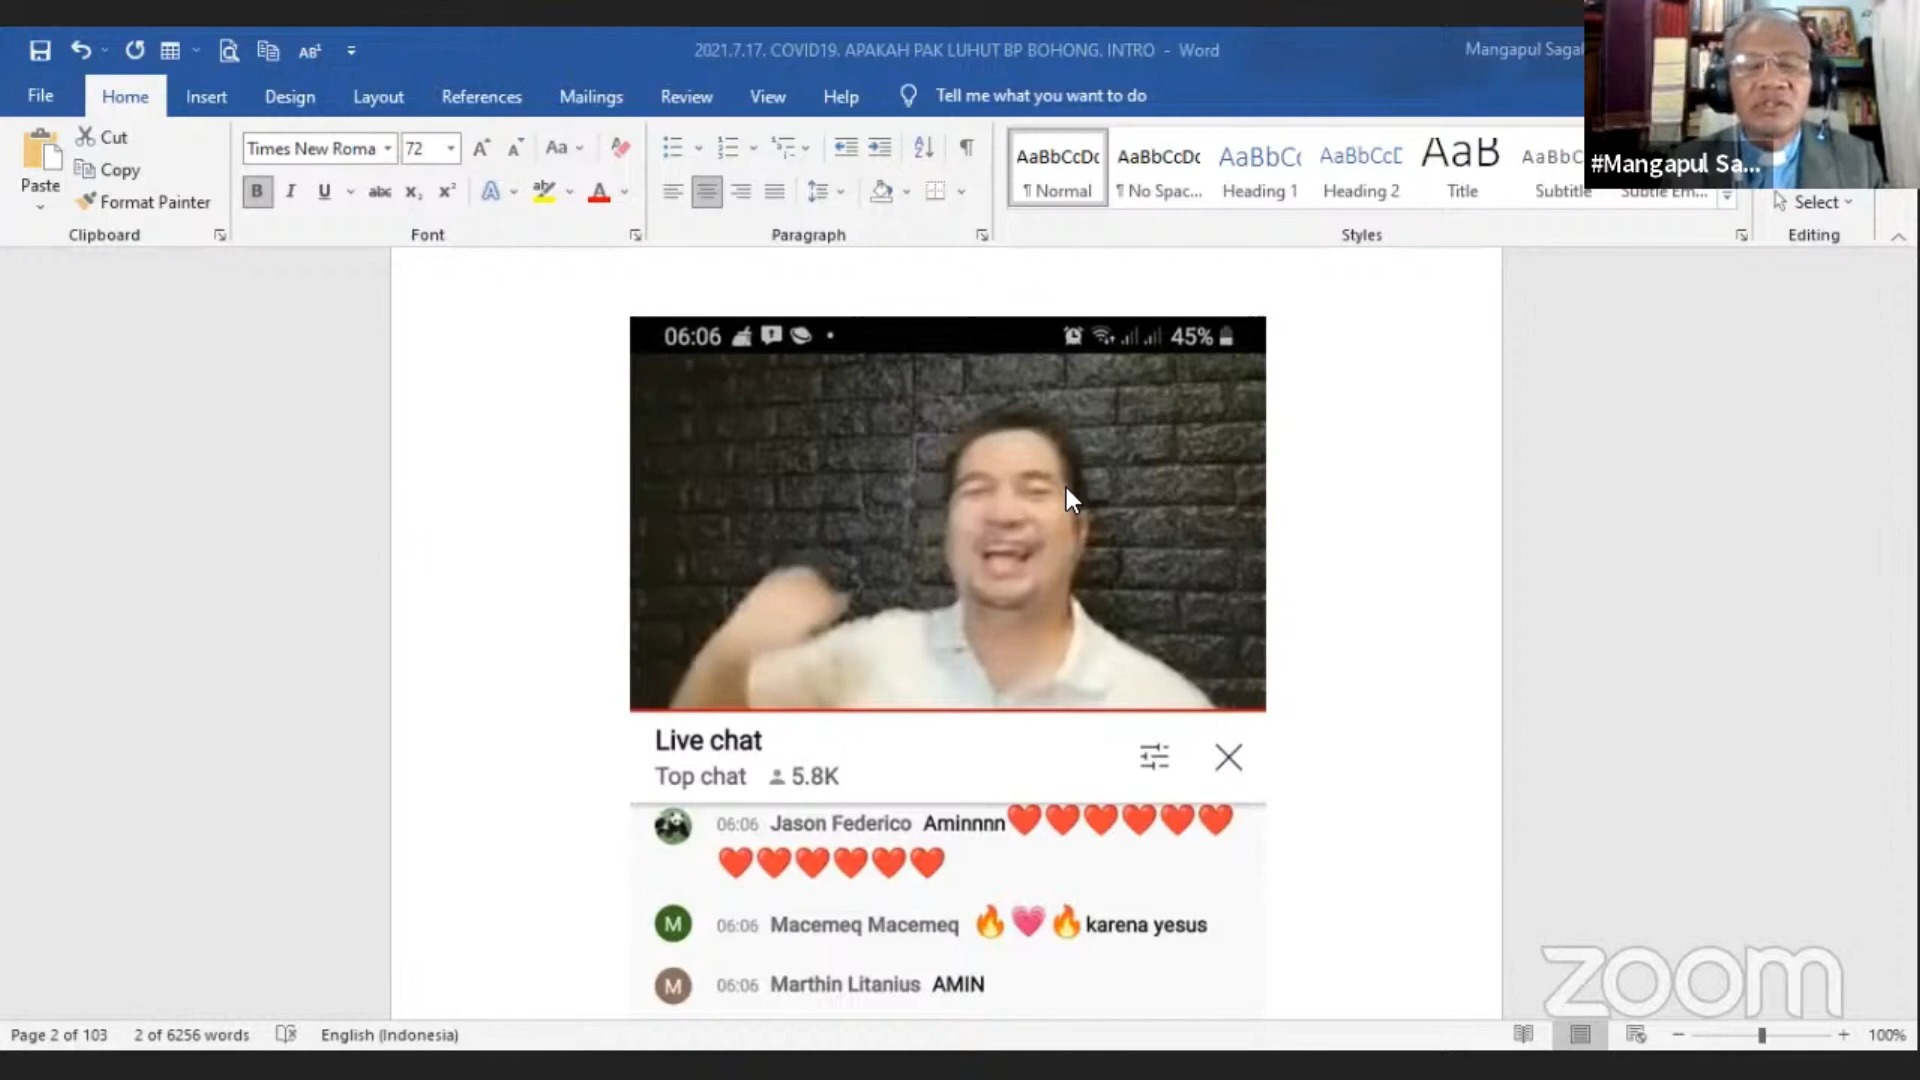 2021.7.17. COVID19. APAKAH PAK LUHUT BP BOHONG. INTRO - Word
Mangapul Sagal
File Home Insert Design Layout References Mailings Review View Help Tell me what you want to do
#Mangapul Sa...
Paste
Cut
Copy
Format Painter
Clipboard
Times New Roma 72
Font
Paragraph
AaBbCcDc AaBbCcDc AaBbCc AaBbCcD AaB AaBbC
¶ Normal ¶ No Spac... Heading 1 Heading 2 Title Subtitle Subtle Em...
Styles
Select
Editing
06:06 45%
Live chat
Top chat 5.8K
06:06 Jason Federico Aminnnn❤️❤️❤️❤️❤️❤️
❤️❤️❤️❤️❤️❤️
M 06:06 Macemeq Macemeq 🔥💗🔥karena yesus
M 06:06 Marthin Litanius AMIN
zoom
Page 2 of 103 2 of 6256 words English (Indonesia) 100%